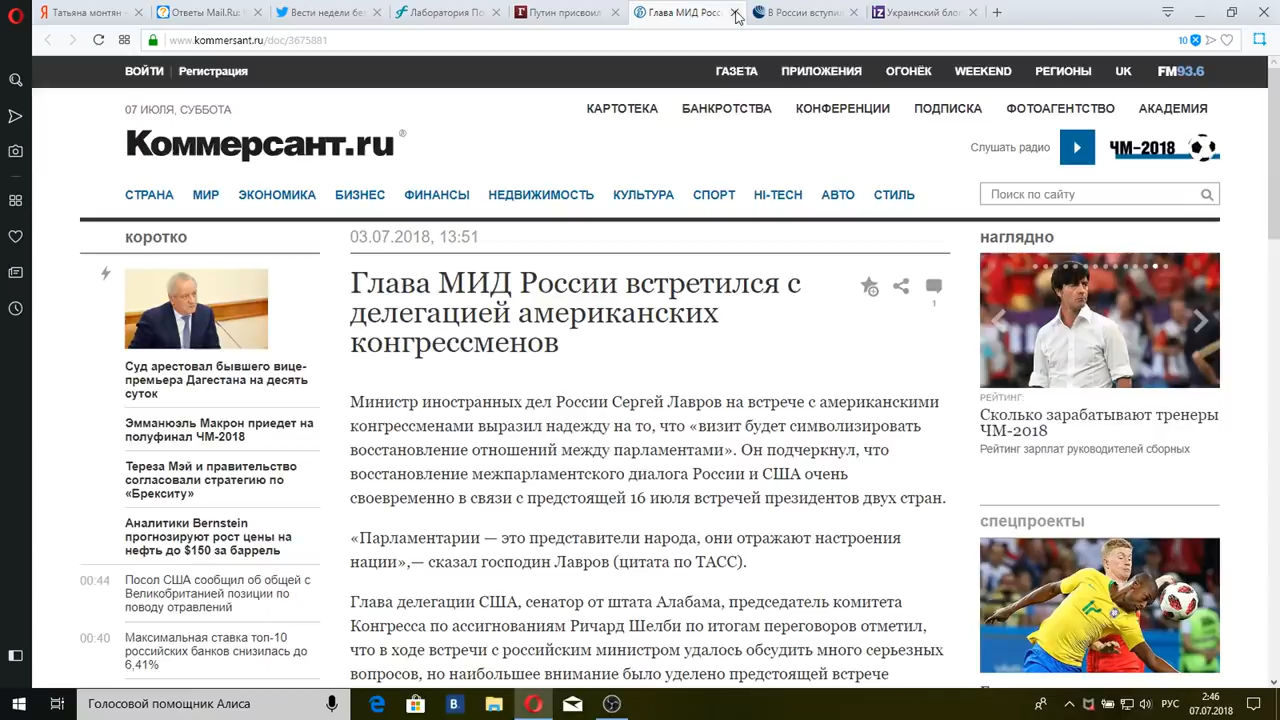 Татьяна монтян
Ответы Mail.Ru:
Вести недели без
Лаборатория По
Путин присвоил
Глава МИД Росс
В России вступил
Украинский бло
www.kommersant.ru/doc/3675881
10
ВОЙТИ Регистрация
ГАЗЕТА ПРИЛОЖЕНИЯ ОГОНЁК WEEKEND РЕГИОНЫ UK FM93.6
07 ИЮЛЯ, СУББОТА
КАРТОТЕКА БАНКРОТСТВА КОНФЕРЕНЦИИ ПОДПИСКА ФОТОАГЕНТСТВО АКАДЕМИЯ
Коммерсантъ.ru®
Слушать радио
ЧМ-2018
СТРАНА МИР ЭКОНОМИКА БИЗНЕС ФИНАНСЫ НЕДВИЖИМОСТЬ КУЛЬТУРА СПОРТ HI-TECH АВТО СТИЛЬ
Поиск по сайту
коротко
Суд арестовал бывшего вице-
премьера Дагестана на десять
суток
Эмманюэль Макрон приедет на
полуфинал ЧМ-2018
Тереза Мэй и правительство
согласовали стратегию по
«Брекситу»
Аналитики Bernstein
прогнозируют рост цены на
нефть до $150 за баррель
00:44 Посол США сообщил об общей с
Великобританией позиции по
поводу отравлений
00:40 Максимальная ставка топ-10
российских банков снизилась до
6,41%
03.07.2018, 13:51
Глава МИД России встретился с
делегацией американских
конгрессменов
1
Министр иностранных дел России Сергей Лавров на встрече с американскими
конгрессменами выразил надежду на то, что «визит будет символизировать
восстановление отношений между парламентами». Он подчеркнул, что
восстановление межпарламентского диалога России и США очень
своевременно в связи с предстоящей 16 июля встречей президентов двух стран.
«Парламентарии — это представители народа, они отражают настроения
нации»,— сказал господин Лавров (цитата по ТАСС).
Глава делегации США, сенатор от штата Алабама, председатель комитета
Конгресса по ассигнованиям Ричард Шелби по итогам переговоров отметил,
что в ходе встречи с российским министром удалось обсудить много серьезных
вопросов, но наибольшее внимание было уделено предстоящей встрече
наглядно
РЕЙТИНГ:
Сколько зарабатывают тренеры
ЧМ-2018
Рейтинг зарплат руководителей сборных
спецпроекты
Голосовой помощник Алиса
РУС
2:46
07.07.2018